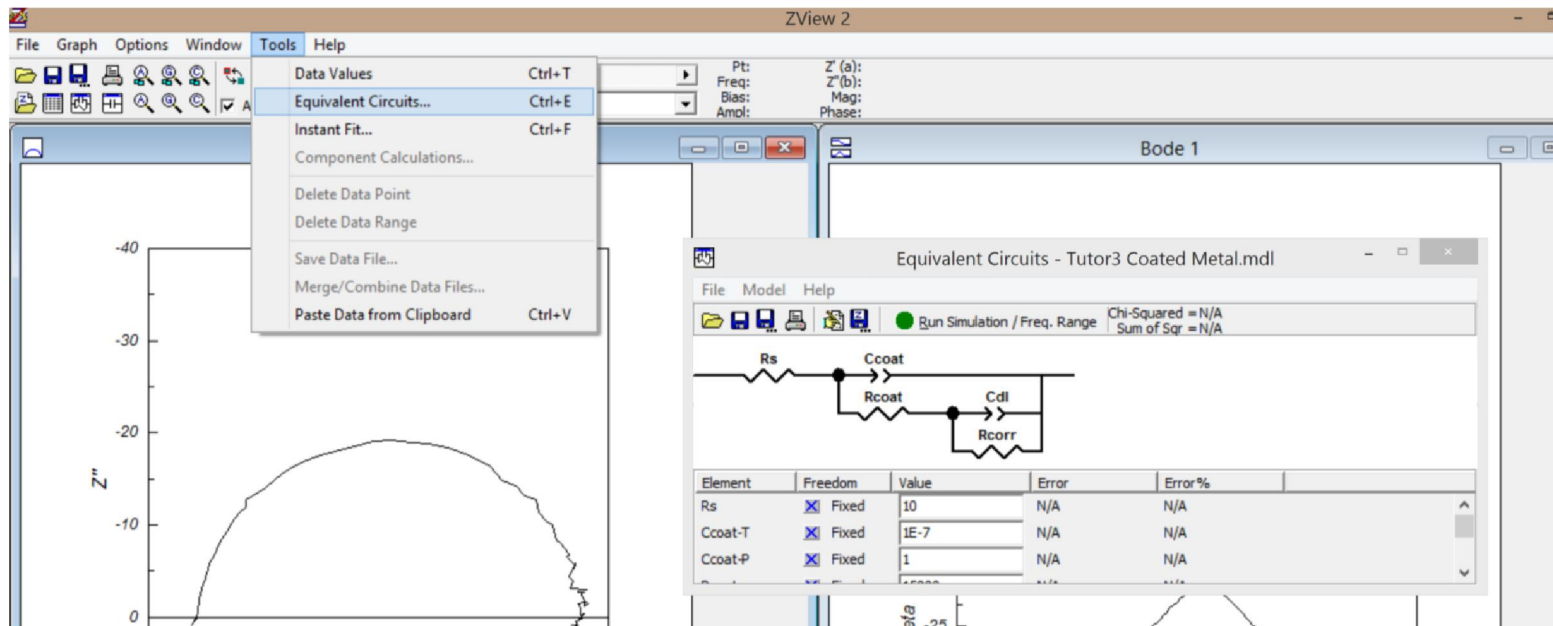 ZView 2
File Graph Options Window Tools Help
Data Values Ctrl+T
Equivalent Circuits... Ctrl+E
Instant Fit... Ctrl+F
Component Calculations...
Delete Data Point
Delete Data Range
Save Data File...
Merge/Combine Data Files...
Paste Data from Clipboard Ctrl+V
Pt: Z' (a):
Freq: Z"(b):
Bias: Mag:
Ampl: Phase:
Bode 1
-40
-30
-20
-10
0
Z''
Equivalent Circuits - Tutor3 Coated Metal.mdl
File Model Help
Run Simulation / Freq. Range
Chi-Squared = N/A
Sum of Sqr = N/A
Rs Ccoat
Rcoat Cdl
Rcorr
Element Freedom Value Error Error%
Rs Fixed 10 N/A N/A
Ccoat-T Fixed 1E-7 N/A N/A
Ccoat-P Fixed 1 N/A N/A
-25